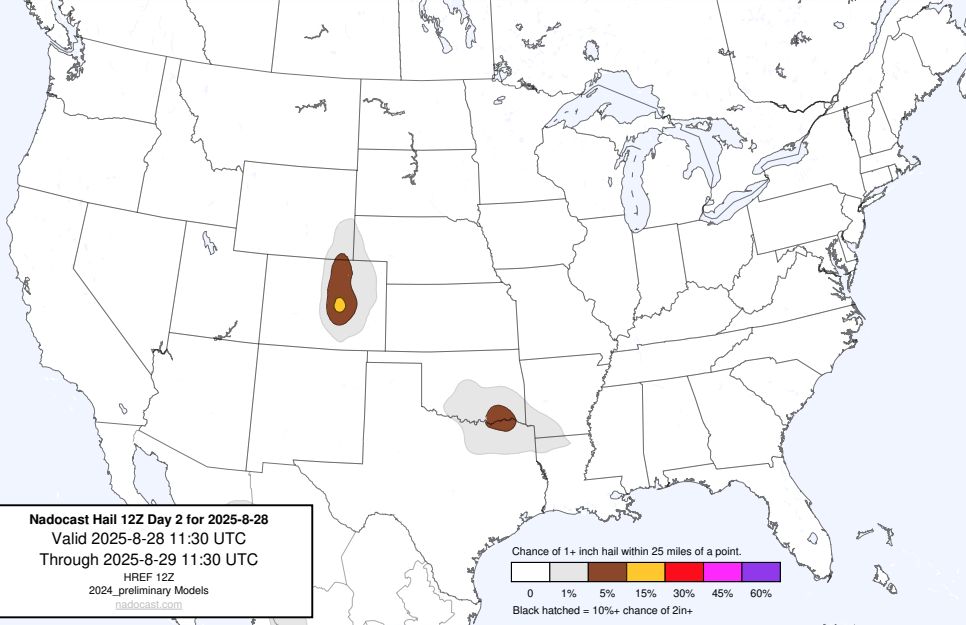 Nadocast Hail 12Z Day 2 for 2025-8-28
Valid 2025-8-28 11:30 UTC
Through 2025-8-29 11:30 UTC
HREF 12Z
2024_preliminary Models
nadocast.com
Chance of 1+ inch hail within 25 miles of a point.
0 1% 5% 15% 30% 45% 60%
Black hatched = 10%+ chance of 2in+